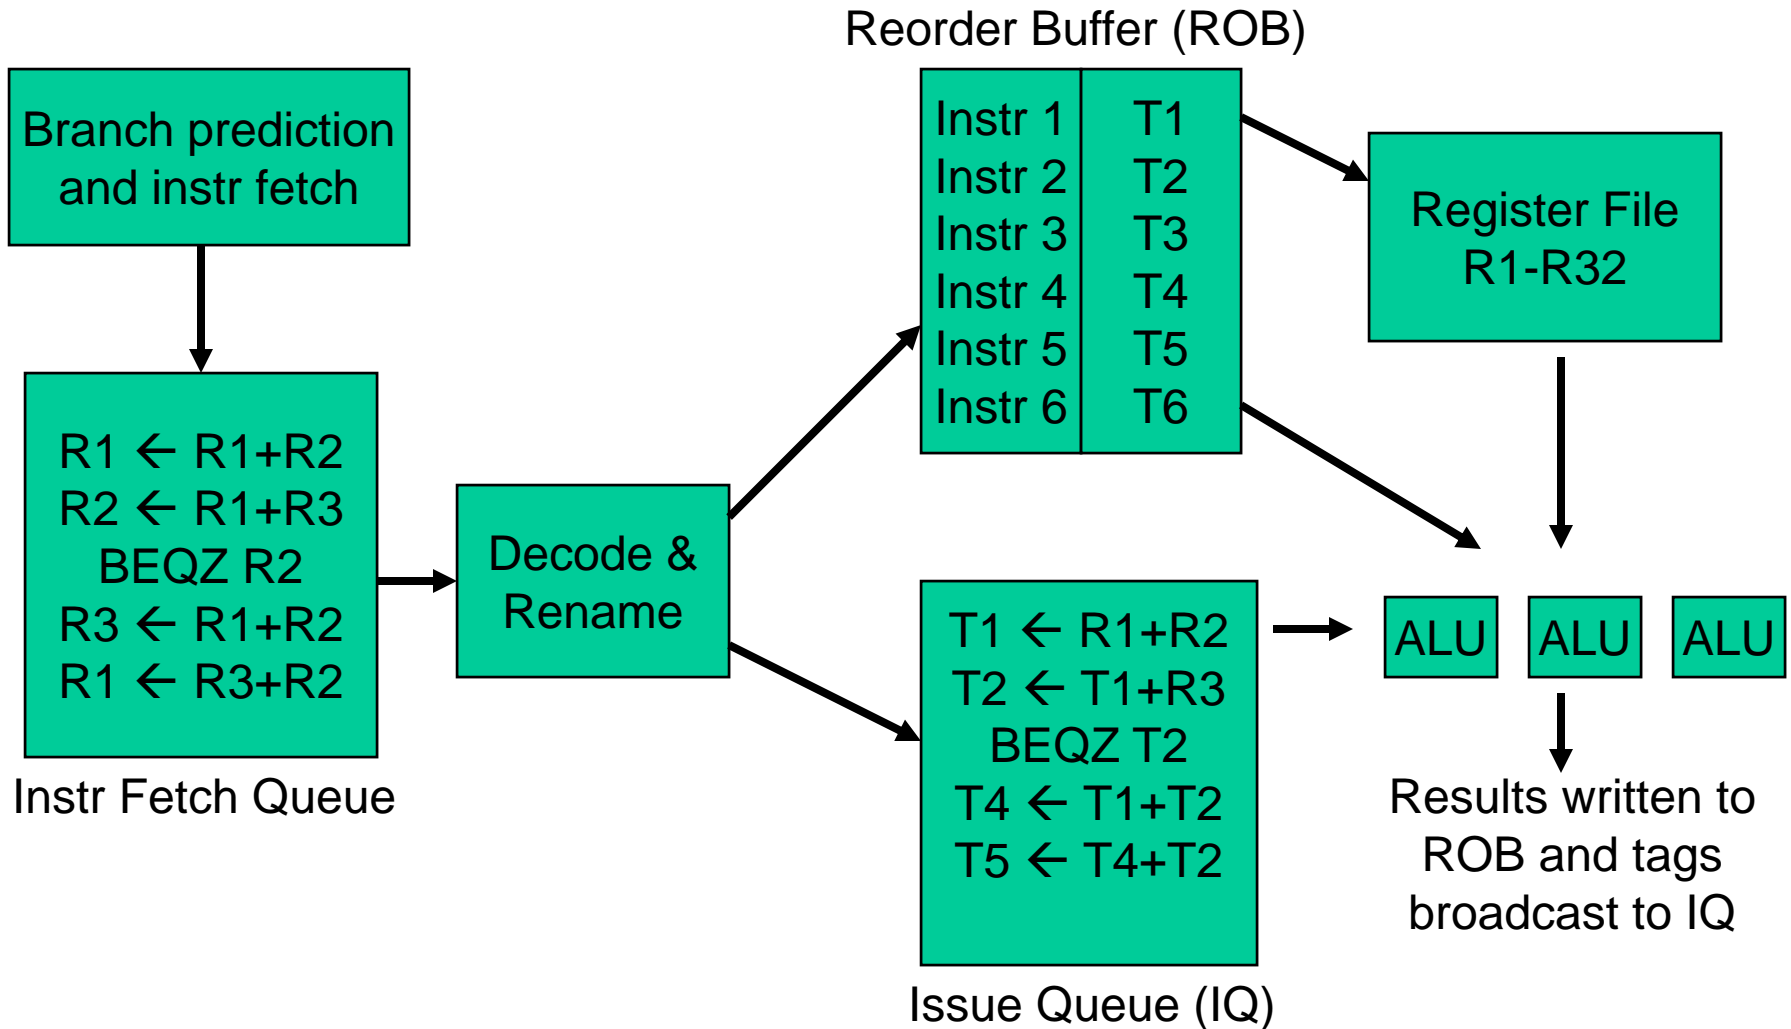 Reorder Buffer (ROB)
Branch prediction
and instr fetch
Instr 1 T1
Instr 2 T2
Instr 3 T3
Instr 4 T4
Instr 5 T5
Instr 6 T6
Register File
R1-R32
R1 ← R1+R2
R2 ← R1+R3
BEQZ R2
R3 ← R1+R2
R1 ← R3+R2
Instr Fetch Queue
Decode &
Rename
T1 ← R1+R2
T2 ← T1+R3
BEQZ T2
T4 ← T1+T2
T5 ← T4+T2
Issue Queue (IQ)
ALU ALU ALU
Results written to
ROB and tags
broadcast to IQ